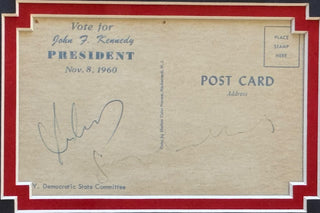 Vote for
John F. Kennedy
PRESIDENT
Nov. 8, 1960
PLACE
STAMP
HERE
POST CARD
Address
Y. Democratic State Committee